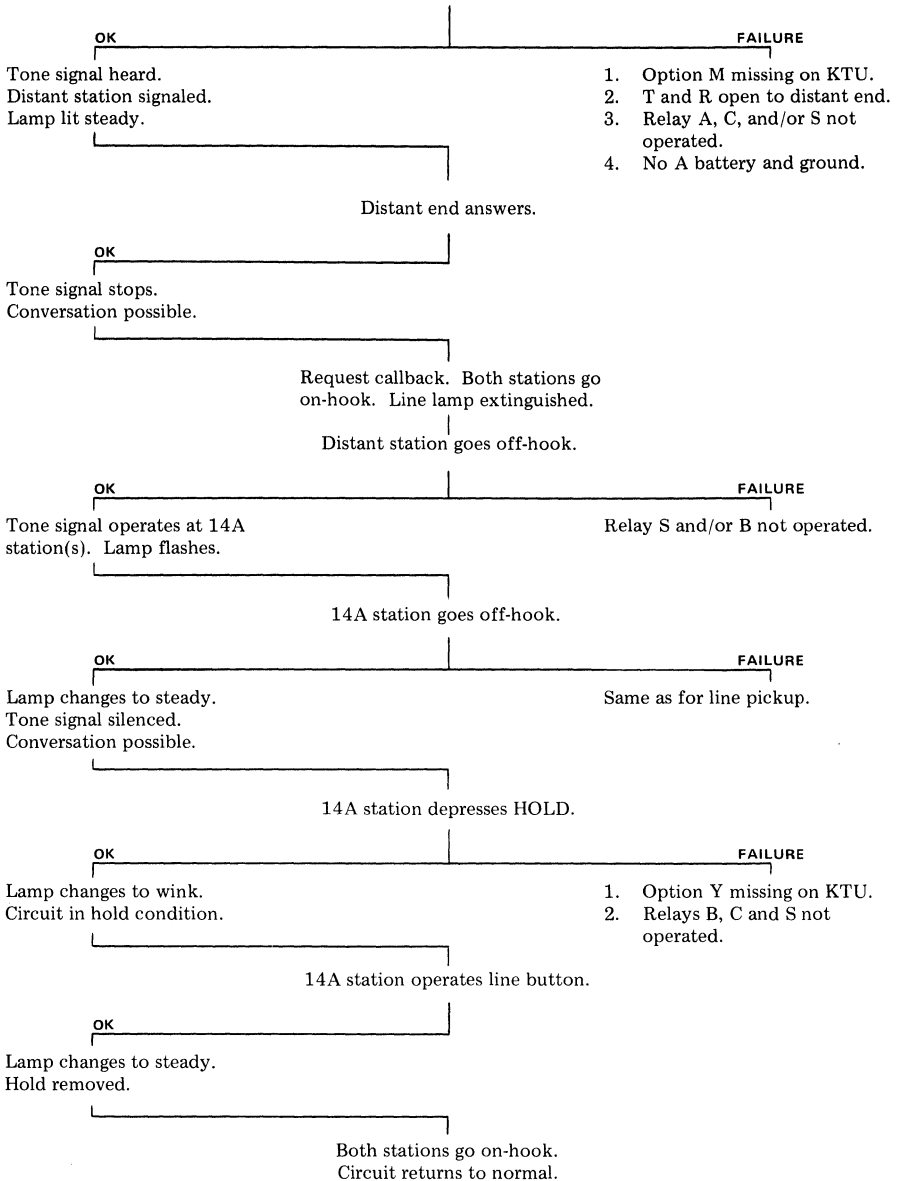 OK
FAILURE
Tone signal heard.
Distant station signaled.
Lamp lit steady.
1. Option M missing on KTU.
2. T and R open to distant end.
3. Relay A, C, and/or S not
operated.
4. No A battery and ground.
Distant end answers.
OK
Tone signal stops.
Conversation possible.
Request callback. Both stations go
on-hook. Line lamp extinguished.
Distant station goes off-hook.
OK
FAILURE
Tone signal operates at 14A
station(s). Lamp flashes.
Relay S and/or B not operated.
14A station goes off-hook.
OK
FAILURE
Lamp changes to steady.
Tone signal silenced.
Conversation possible.
Same as for line pickup.
14A station depresses HOLD.
OK
FAILURE
Lamp changes to wink.
Circuit in hold condition.
1. Option Y missing on KTU.
2. Relays B, C and S not
operated.
14A station operates line button.
OK
Lamp changes to steady.
Hold removed.
Both stations go on-hook.
Circuit returns to normal.